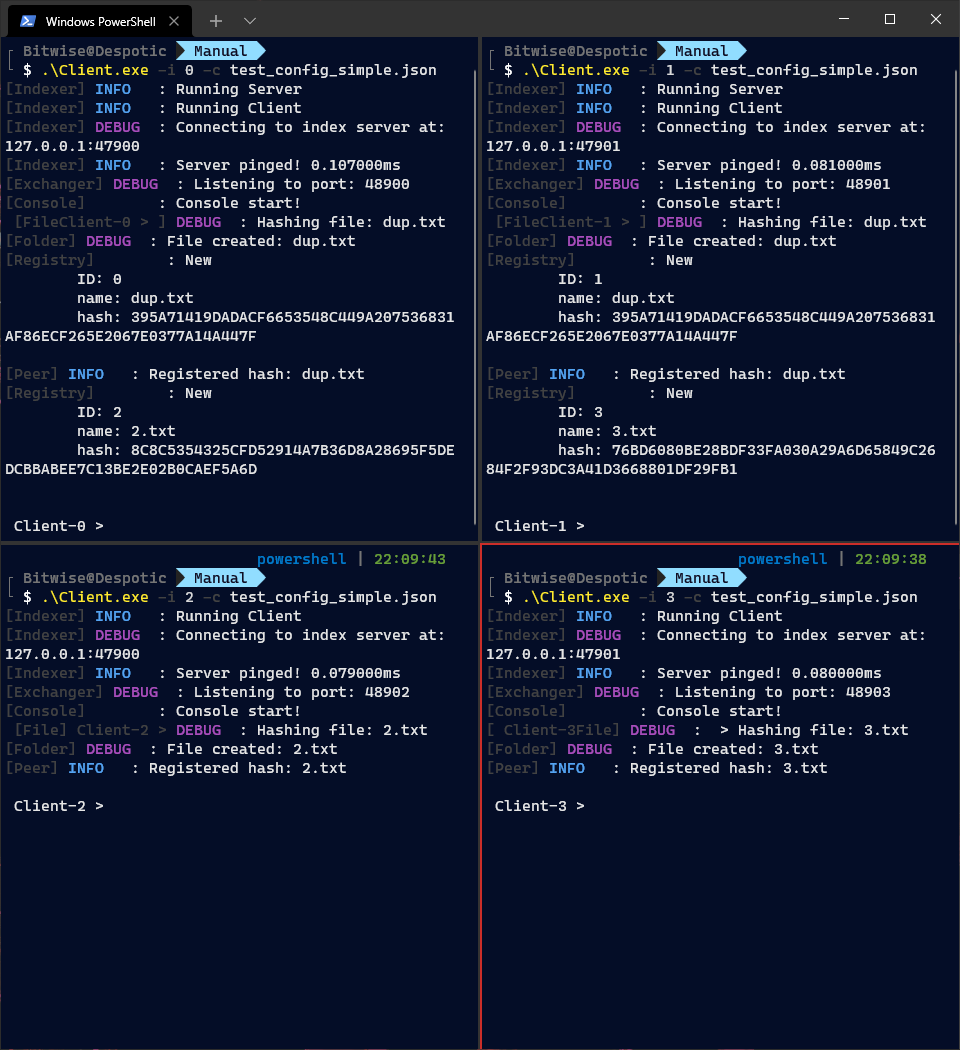 Windows PowerShell
Bitwise@Despotic Manual
$ .\Client.exe -i 0 -c test_config_simple.json
[Indexer] INFO : Running Server
[Indexer] INFO : Running Client
[Indexer] DEBUG : Connecting to index server at:
127.0.0.1:47900
[Indexer] INFO : Server pinged! 0.107000ms
[Exchanger] DEBUG : Listening to port: 48900
[Console] : Console start!
[FileClient-0 > ] DEBUG : Hashing file: dup.txt
[Folder] DEBUG : File created: dup.txt
[Registry] : New
ID: 0
name: dup.txt
hash: 395A71419DADACF6653548C449A207536831
AF86ECF265E2067E0377A14A447F
[Peer] INFO : Registered hash: dup.txt
[Registry] : New
ID: 2
name: 2.txt
hash: 8C8C5354325CFD52914A7B36D8A28695F5DE
DCBBABEE7C13BE2E02B0CAEF5A6D
Client-0 >
Bitwise@Despotic Manual
$ .\Client.exe -i 1 -c test_config_simple.json
[Indexer] INFO : Running Server
[Indexer] INFO : Running Client
[Indexer] DEBUG : Connecting to index server at:
127.0.0.1:47901
[Indexer] INFO : Server pinged! 0.081000ms
[Exchanger] DEBUG : Listening to port: 48901
[Console] : Console start!
[FileClient-1 > ] DEBUG : Hashing file: dup.txt
[Folder] DEBUG : File created: dup.txt
[Registry] : New
ID: 1
name: dup.txt
hash: 395A71419DADACF6653548C449A207536831
AF86ECF265E2067E0377A14A447F
[Peer] INFO : Registered hash: dup.txt
[Registry] : New
ID: 3
name: 3.txt
hash: 76BD6080BE28BDF33FA030A29A6D65849C26
84F2F93DC3A41D3668801DF29FB1
Client-1 >
powershell | 22:09:43
Bitwise@Despotic Manual
$ .\Client.exe -i 2 -c test_config_simple.json
[Indexer] INFO : Running Client
[Indexer] DEBUG : Connecting to index server at:
127.0.0.1:47900
[Indexer] INFO : Server pinged! 0.079000ms
[Exchanger] DEBUG : Listening to port: 48902
[Console] : Console start!
[File] Client-2 > DEBUG : Hashing file: 2.txt
[Folder] DEBUG : File created: 2.txt
[Peer] INFO : Registered hash: 2.txt
Client-2 >
powershell | 22:09:38
Bitwise@Despotic Manual
$ .\Client.exe -i 3 -c test_config_simple.json
[Indexer] INFO : Running Client
[Indexer] DEBUG : Connecting to index server at:
127.0.0.1:47901
[Indexer] INFO : Server pinged! 0.080000ms
[Exchanger] DEBUG : Listening to port: 48903
[Console] : Console start!
[ Client-3File] DEBUG : > Hashing file: 3.txt
[Folder] DEBUG : File created: 3.txt
[Peer] INFO : Registered hash: 3.txt
Client-3 >